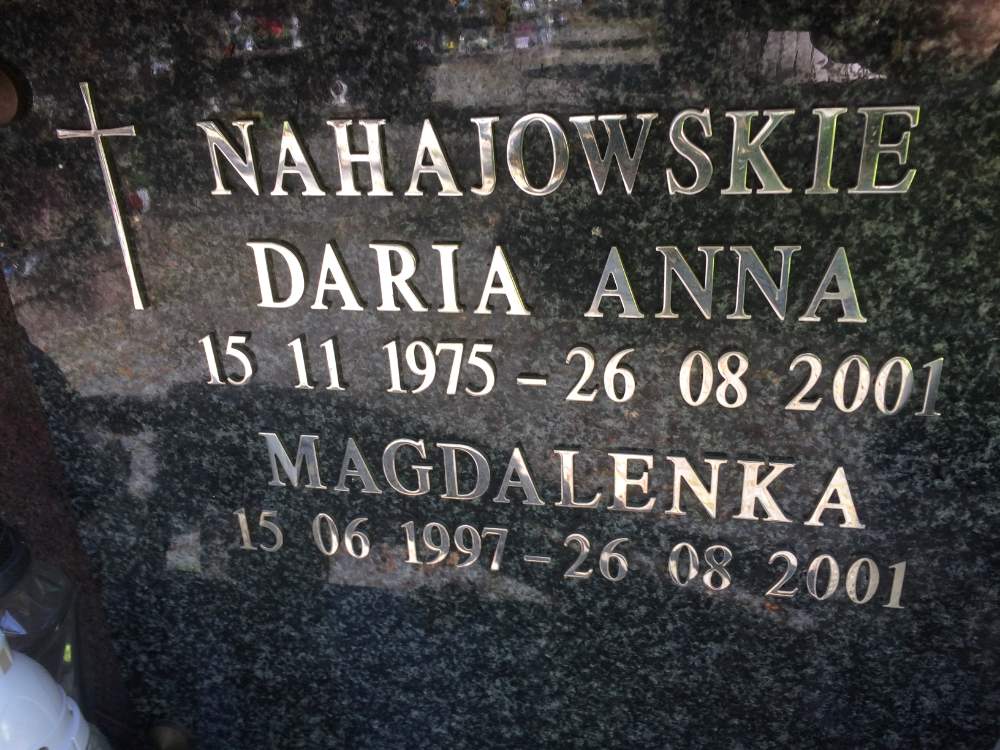 NAHAJOWSKIE
DARIA ANNA
15 11 1975 - 26 08 2001
MAGDALENKA
15 06 1997 - 26 08 2001